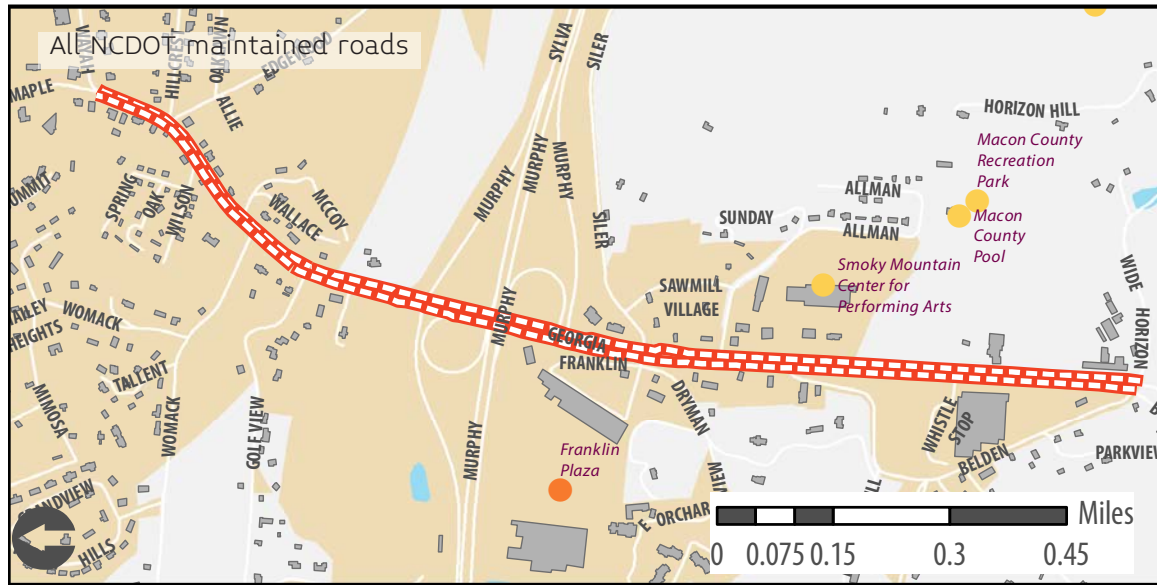 All NCDOT maintained roads
MAPLE
HAVAH
HILLCREST
EDGEWOOD
ALLIE
SYLVA
SILER
HORIZON HILL
Macon County
Recreation
Park
Macon
County
Pool
SPRING
OAK
WILSON
WALLACE
MCCOY
MURPHY
MURPHY
MURPHY
SILER
SUNDAY
ALLMAN
ALLMAN
SAWMILL
VILLAGE
Smoky Mountain
Center for
Performing Arts
WIDE
HORIZON
WOMACK
HEIGHTS
TALLENT
MIMOSA
WOMACK
GOLF VIEW
MURPHY
MURPHY
GEORGIA
FRANKLIN
DRYMAN
WHISTLE
STOP
BELDEN
PARKVIEW
Franklin
Plaza
VIEW
E ORCHAR
HILLS
Miles
0 0.075 0.15 0.3 0.45